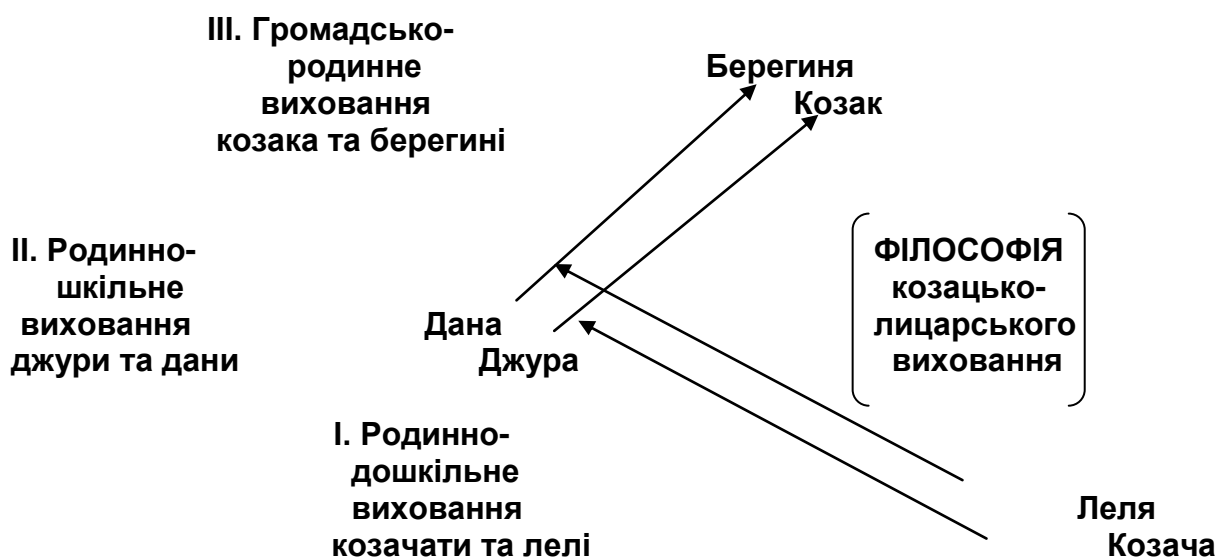 III. Громадсько-
родинне
виховання
козака та берегині
Берегиня
Козак
II. Родинно-
шкільне
виховання
джури та дани
Дана
Джура
ФІЛОСОФІЯ
козацько-
лицарського
виховання
I. Родинно-
дошкільне
виховання
козачати та лелі
Леля
Козача